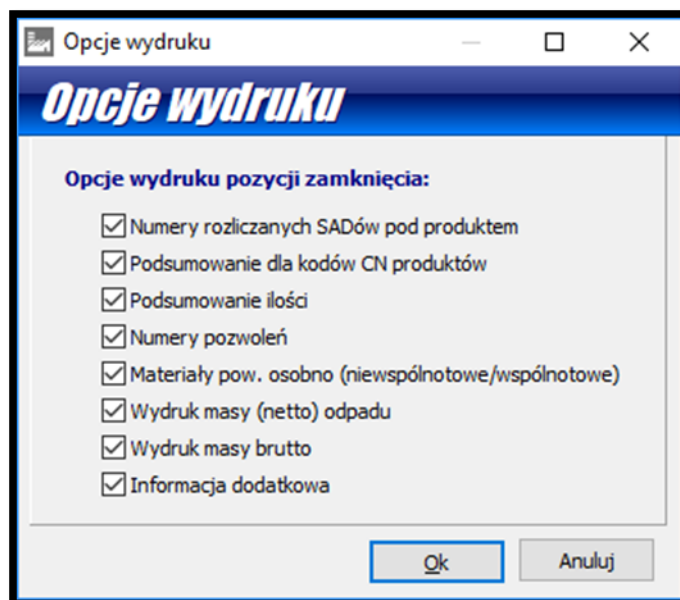 Opcje wydruku
Opcje wydruku
Opcje wydruku pozycji zamknięcia:
Numery rozliczanych SADów pod produktem
Podsumowanie dla kodów CN produktów
Podsumowanie ilości
Numery pozwoleń
Materiały pow. osobno (niewspólnotowe/wspólnotowe)
Wydruk masy (netto) odpadu
Wydruk masy brutto
Informacja dodatkowa
Ok Anuluj